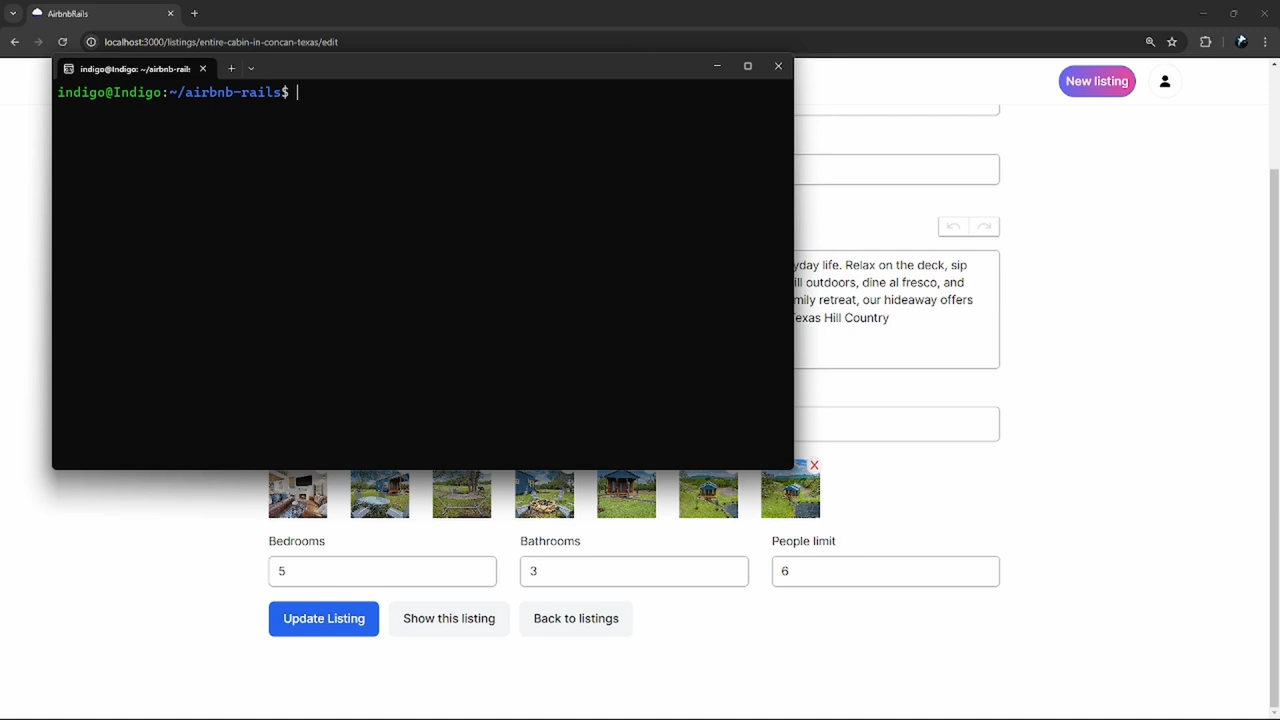 AirbnbRails
localhost:3000/listings/entire-cabin-in-concan-texas/edit
indigo@Indigo: ~/airbnb-rails
indigo@Indigo:~/airbnb-rails$
New listing
yday life. Relax on the deck, sip
ill outdoors, dine al fresco, and
mily retreat, our hideaway offers
Texas Hill Country
X
Bedrooms
Bathrooms
People limit
5
3
6
Update Listing
Show this listing
Back to listings